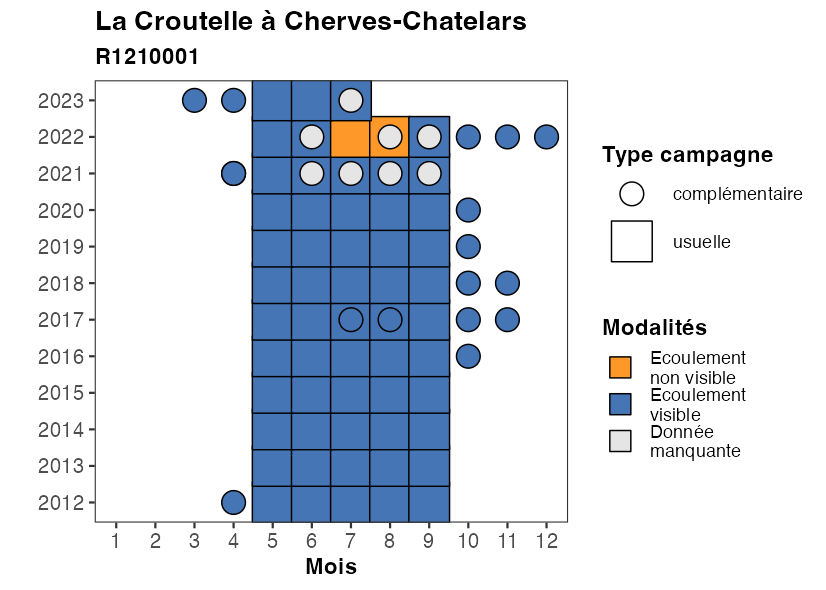 La Croutelle à Cherves-Chatelars
R1210001
2023
2022
2021
2020
2019
2018
2017
2016
2015
2014
2013
2012
1 2 3 4 5 6 7 8 9 10 11 12
Mois
Type campagne
complémentaire
usuelle
Modalités
Ecoulement
non visible
Ecoulement
visible
Donnée
manquante